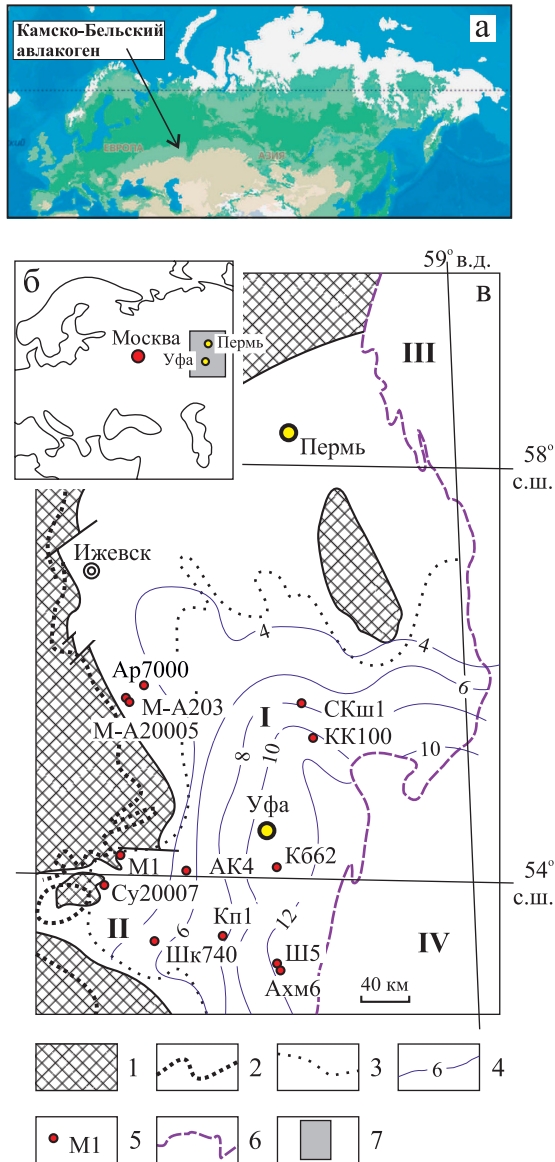 Камско-Бельский
авлакоген
а
ЕВРОПА
АЗИЯ
б
Москва
Пермь
Уфа
59° в.д.
в
III
Пермь
58°
с.ш.
Ижевск
4
4
6
Ар7000
М-А203
М-А20005
I
СКш1
КК100
8
10
10
Уфа
М1
АК4
Кб62
54°
с.ш.
Су20007
II
6
Кп1
12
IV
Шк740
Ш5
Ахм6
40 км
1
2
3
6
4
М1
5
6
7